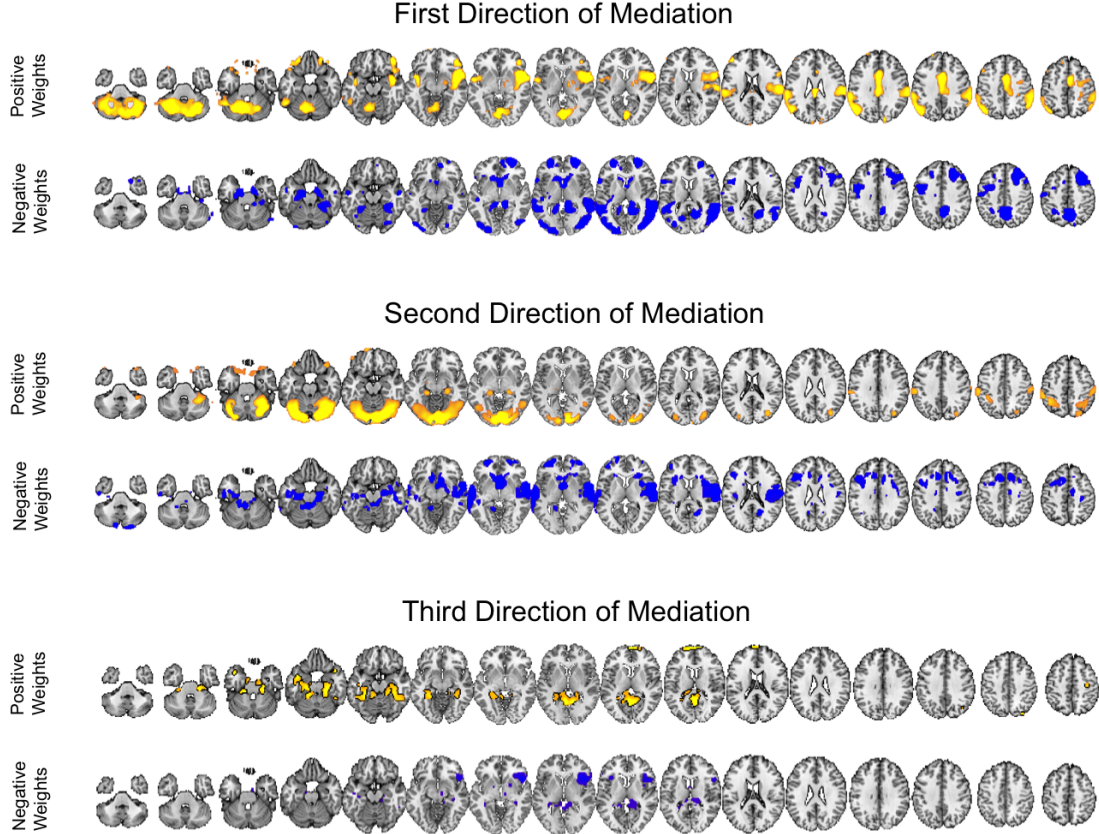 First Direction of Mediation
Positive
Weights
Negative
Weights
Second Direction of Mediation
Positive
Weights
Negative
Weights
Third Direction of Mediation
Positive
Weights
Negative
Weights